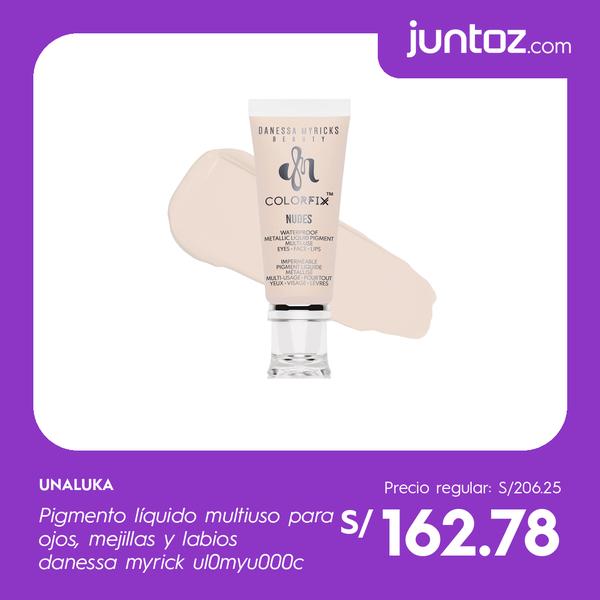 juntoz.com
DANESSA MYRICKS
BEAUTY
COLORFIX™
NUDES
WATERPROOF
METALLIC LIQUID PIGMENT
MULTI-USE
EYES • FACE • LIPS
IMPERMÉABLE
PIGMENT LIQUIDE
MÉTALLISÉ
MULTI-USAGE • POUR TOUT
YEUX • VISAGE • LÈVRES
UNALUKA
Pigmento líquido multiuso para
ojos, mejillas y labios
danessa myrick ul0myu000c
Precio regular: S/206.25
S/162.78